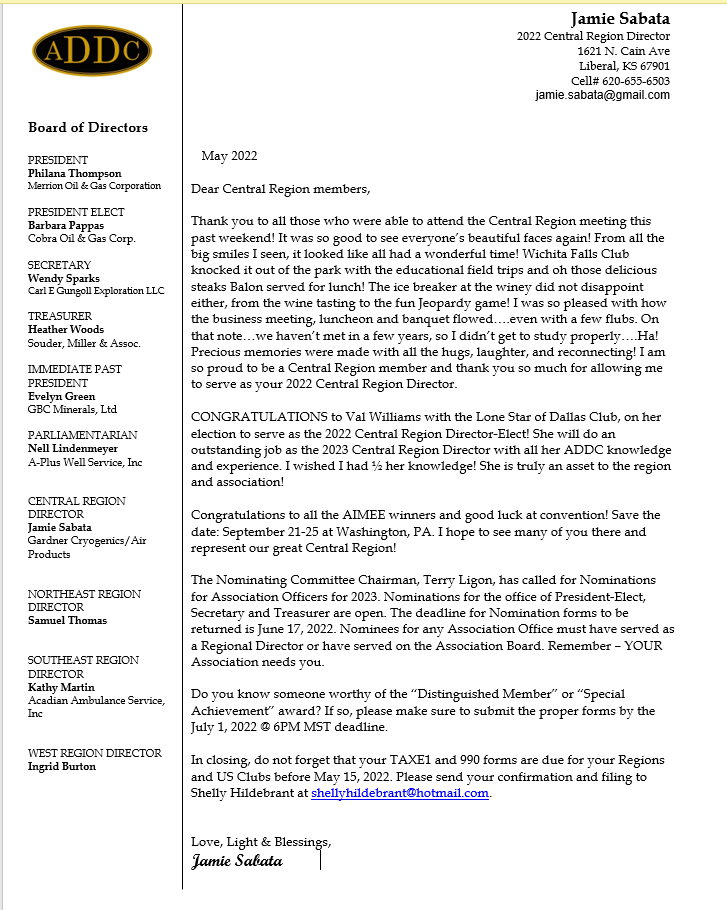 ADDC
Jamie Sabata
2022 Central Region Director
1621 N. Cain Ave
Liberal, KS 67901
Cell# 620-655-6503
jamie.sabata@gmail.com
Board of Directors
PRESIDENT
Philana Thompson
Merrion Oil & Gas Corporation
PRESIDENT ELECT
Barbara Pappas
Cobra Oil & Gas Corp.
SECRETARY
Wendy Sparks
Carl E Gungoll Exploration LLC
TREASURER
Heather Woods
Souder, Miller & Assoc.
IMMEDIATE PAST
PRESIDENT
Evelyn Green
GBC Minerals, Ltd
PARLIAMENTARIAN
Nell Lindenmeyer
A-Plus Well Service, Inc
CENTRAL REGION
DIRECTOR
Jamie Sabata
Gardner Cryogenics/Air
Products
NORTHEAST REGION
DIRECTOR
Samuel Thomas
SOUTHEAST REGION
DIRECTOR
Kathy Martin
Acadian Ambulance Service,
Inc
WEST REGION DIRECTOR
Ingrid Burton
May 2022
Dear Central Region members,
Thank you to all those who were able to attend the Central Region meeting this
past weekend! It was so good to see everyone's beautiful faces again! From all the
big smiles I seen, it looked like all had a wonderful time! Wichita Falls Club
knocked it out of the park with the educational field trips and oh those delicious
steaks Balon served for lunch! The ice breaker at the winey did not disappoint
either, from the wine tasting to the fun Jeopardy game! I was so pleased with how
the business meeting, luncheon and banquet flowed….even with a few flubs. On
that note…we haven't met in a few years, so I didn't get to study properly….Ha!
Precious memories were made with all the hugs, laughter, and reconnecting! I am
so proud to be a Central Region member and thank you so much for allowing me
to serve as your 2022 Central Region Director.
CONGRATULATIONS to Val Williams with the Lone Star of Dallas Club, on her
election to serve as the 2022 Central Region Director-Elect! She will do an
outstanding job as the 2023 Central Region Director with all her ADDC knowledge
and experience. I wished I had ½ her knowledge! She is truly an asset to the region
and association!
Congratulations to all the AIMEE winners and good luck at convention! Save the
date: September 21-25 at Washington, PA. I hope to see many of you there and
represent our great Central Region!
The Nominating Committee Chairman, Terry Ligon, has called for Nominations
for Association Officers for 2023. Nominations for the office of President-Elect,
Secretary and Treasurer are open. The deadline for Nomination forms to be
returned is June 17, 2022. Nominees for any Association Office must have served as
a Regional Director or have served on the Association Board. Remember – YOUR
Association needs you.
Do you know someone worthy of the "Distinguished Member" or "Special
Achievement" award? If so, please make sure to submit the proper forms by the
July 1, 2022 @ 6PM MST deadline.
In closing, do not forget that your TAXE1 and 990 forms are due for your Regions
and US Clubs before May 15, 2022. Please send your confirmation and filing to
Shelly Hildebrant at shellyhildebrant@hotmail.com.
Love, Light & Blessings,
Jamie Sabata